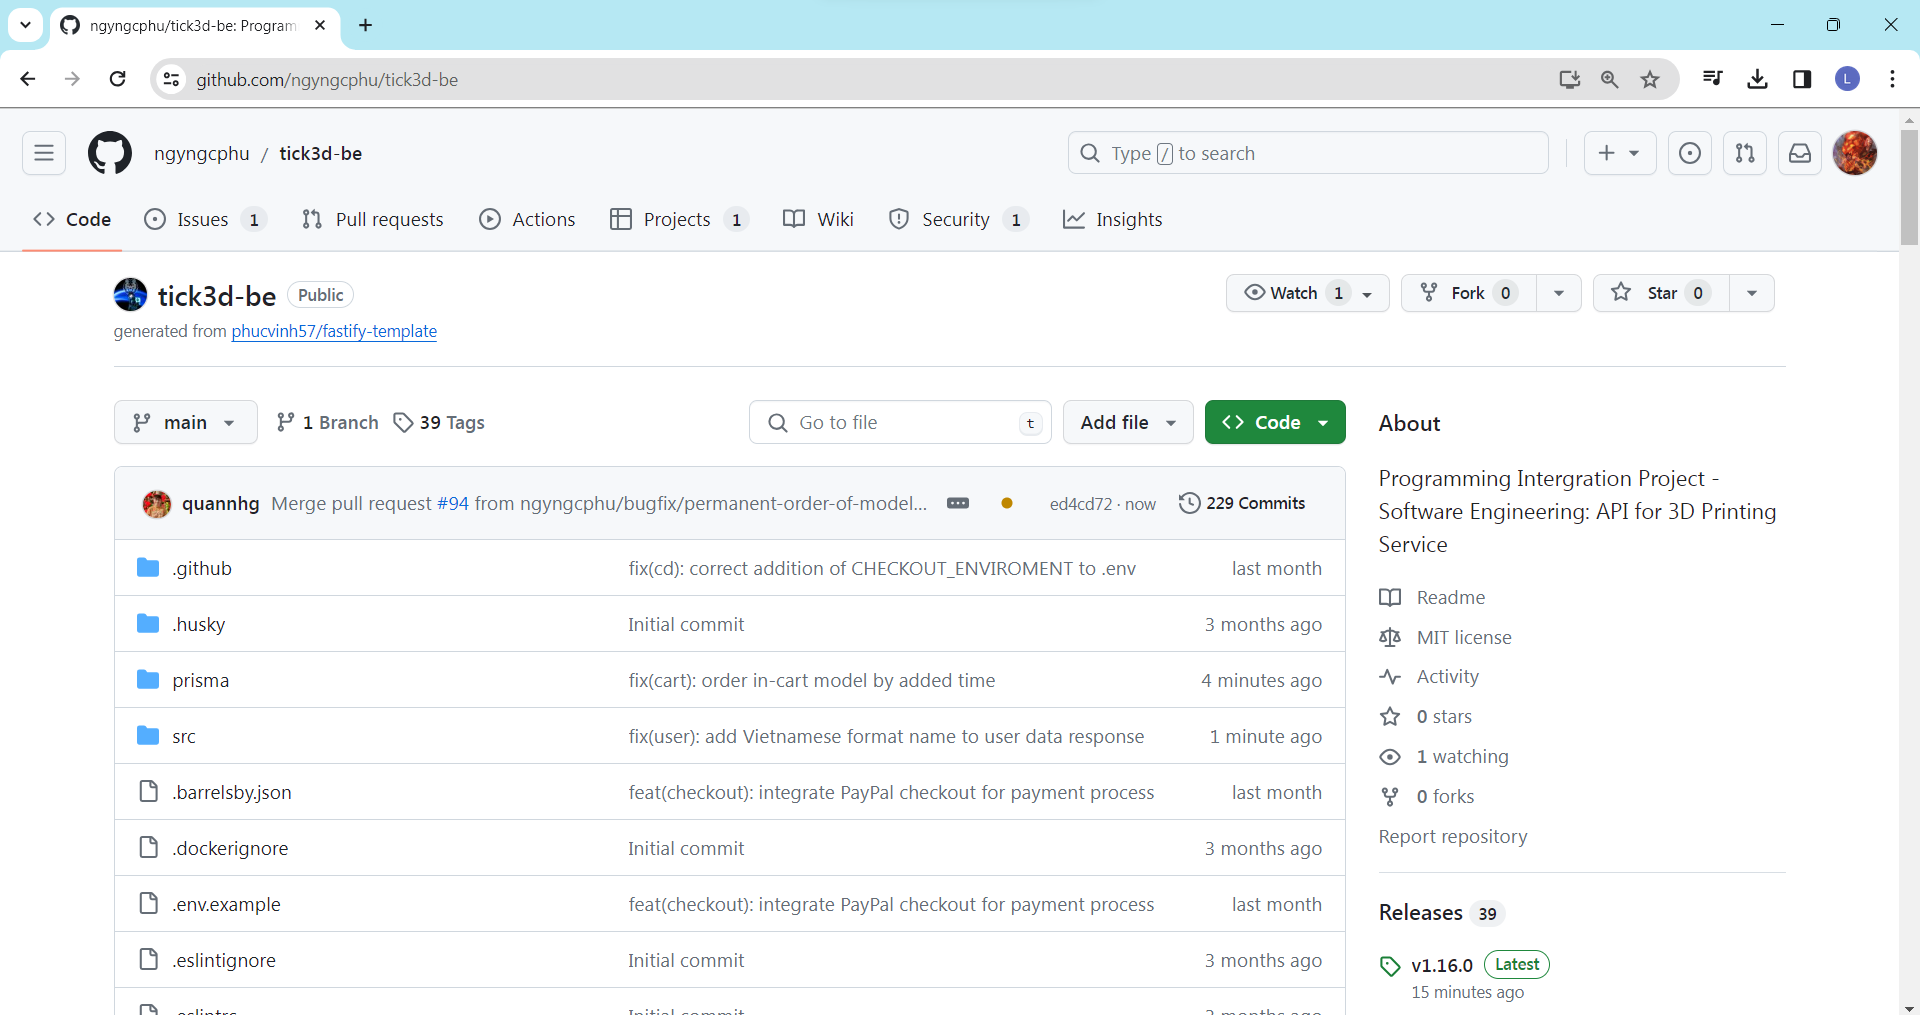 ngyngcphu/tick3d-be: Program
github.com/ngyngcphu/tick3d-be
L
ngyngcphu / tick3d-be
Type / to search
Code
Issues 1
Pull requests
Actions
Projects 1
Wiki
Security 1
Insights
tick3d-be Public
Watch 1
Fork 0
Star 0
generated from phucvinh57/fastify-template
main
1 Branch
39 Tags
Go to file t
Add file
Code
quannhg Merge pull request #94 from ngyngcphu/bugfix/permanent-order-of-model... ed4cd72 · now 229 Commits
.github fix(cd): correct addition of CHECKOUT_ENVIROMENT to .env last month
.husky Initial commit 3 months ago
prisma fix(cart): order in-cart model by added time 4 minutes ago
src fix(user): add Vietnamese format name to user data response 1 minute ago
.barrelsby.json feat(checkout): integrate PayPal checkout for payment process last month
.dockerignore Initial commit 3 months ago
.env.example feat(checkout): integrate PayPal checkout for payment process last month
.eslintignore Initial commit 3 months ago
About
Programming Intergration Project -
Software Engineering: API for 3D Printing
Service
Readme
MIT license
Activity
0 stars
1 watching
0 forks
Report repository
Releases 39
v1.16.0 Latest
15 minutes ago